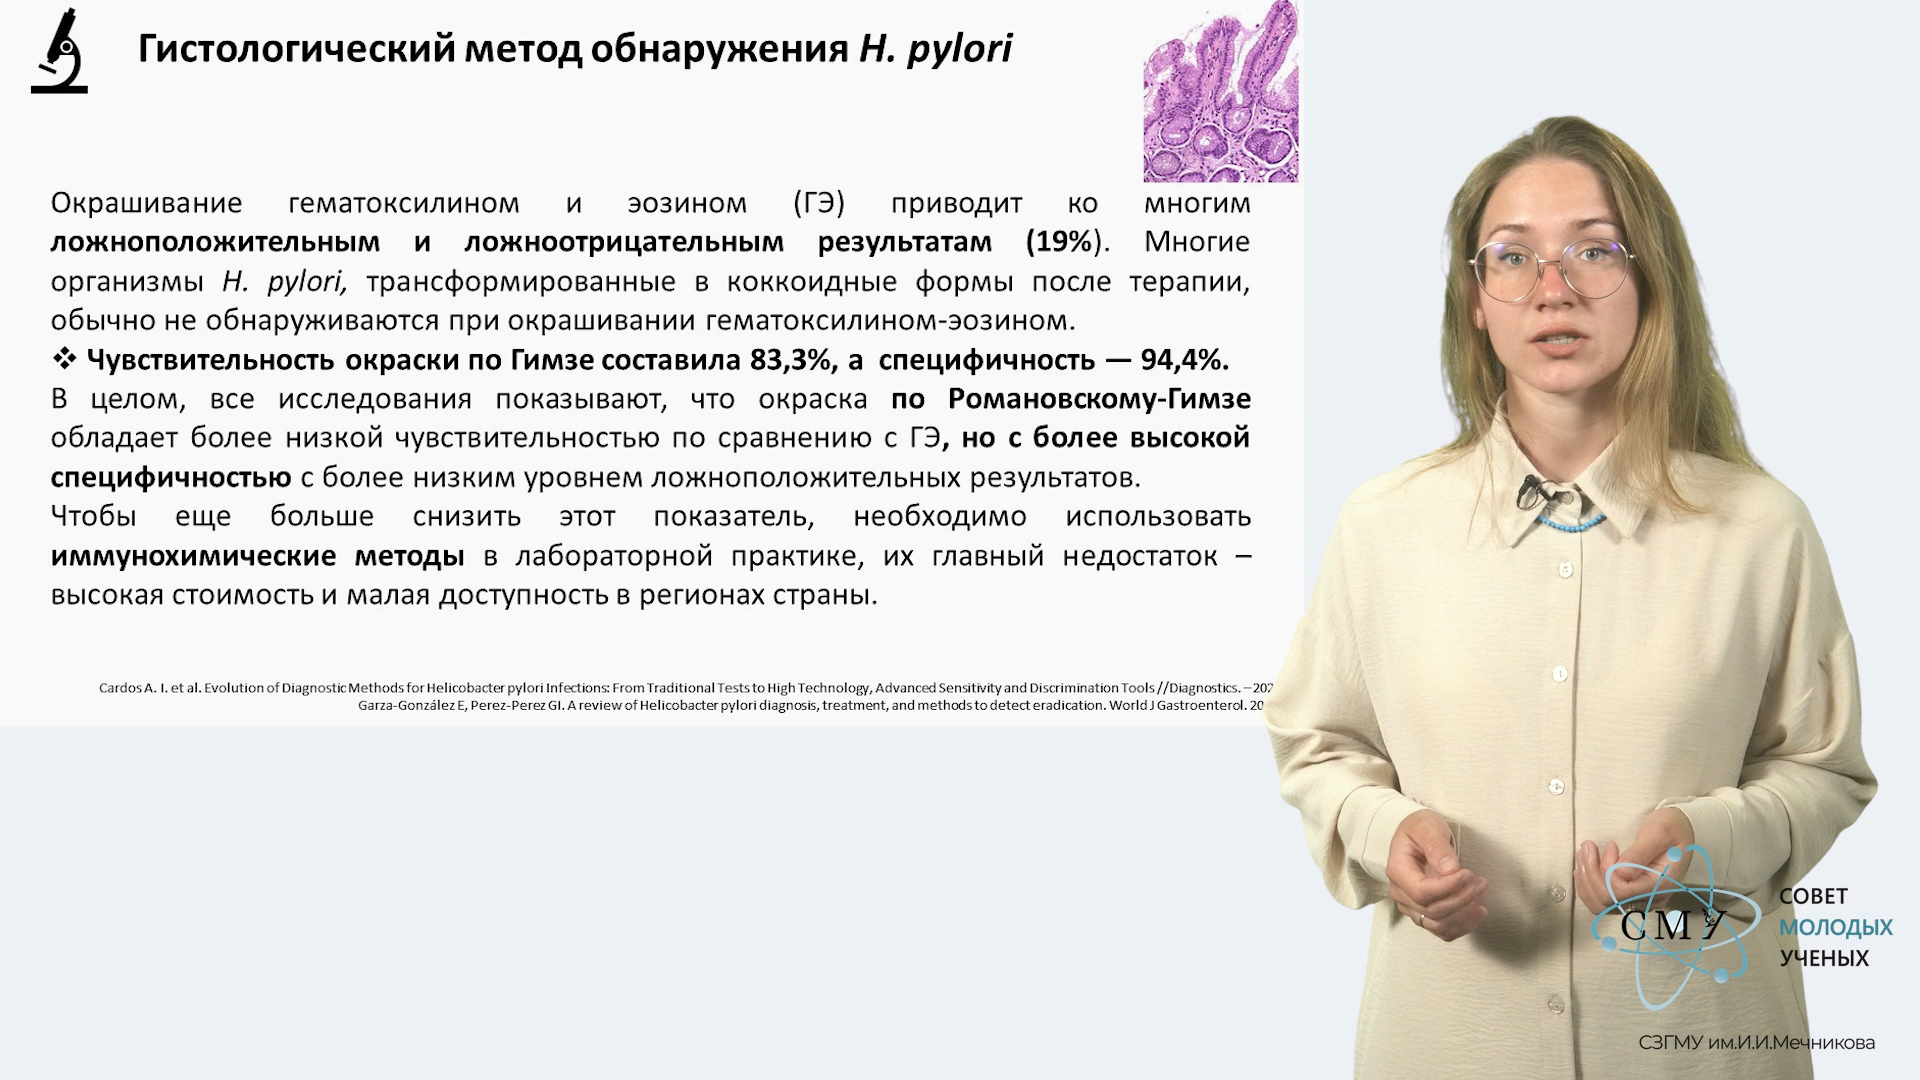 Гистологический метод обнаружения H. pylori
Окрашивание гематоксилином и эозином (ГЭ) приводит ко многим
ложноположительным и ложноотрицательным результатам (19%). Многие
организмы H. pylori, трансформированные в коккоидные формы после терапии,
обычно не обнаруживаются при окрашивании гематоксилином-эозином.
❖ Чувствительность окраски по Гимзе составила 83,3%, а специфичность — 94,4%.
В целом, все исследования показывают, что окраска по Романовскому-Гимзе
обладает более низкой чувствительностью по сравнению с ГЭ, но с более высокой
специфичностью с более низким уровнем ложноположительных результатов.
Чтобы еще больше снизить этот показатель, необходимо использовать
иммунохимические методы в лабораторной практике, их главный недостаток –
высокая стоимость и малая доступность в регионах страны.
Cardos A. I. et al. Evolution of Diagnostic Methods for Helicobacter pylori Infections: From Traditional Tests to High Technology, Advanced Sensitivity and Discrimination Tools //Diagnostics. –
Garza-González E, Perez-Perez GI. A review of Helicobacter pylori diagnosis, treatment, and methods to detect eradication. World J Gastroenterol.
СМУ
СОВЕТ
МОЛОДЫХ
УЧЕНЫХ
СЗГМУ им.И.И.Мечникова